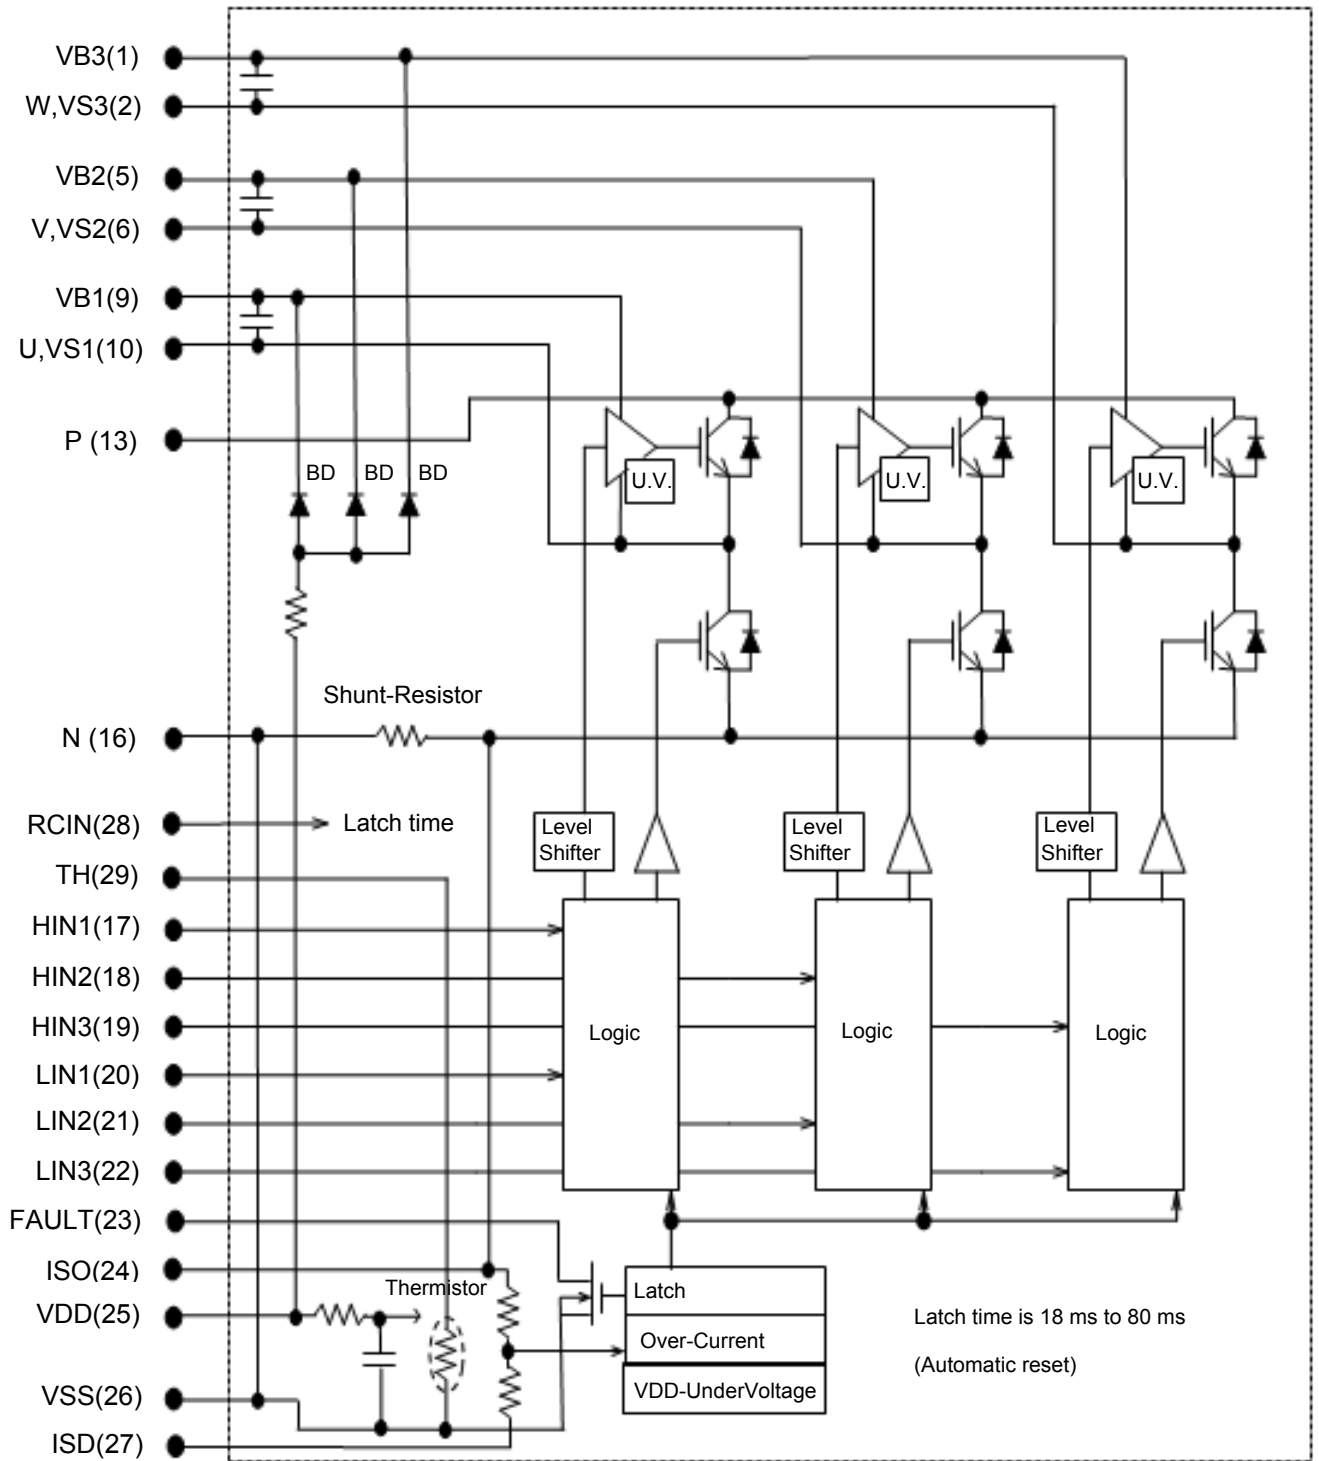 VB3(1)
W,VS3(2)
VB2(5)
V,VS2(6)
VB1(9)
U,VS1(10)
P (13)
BD
BD
BD
U.V.
U.V.
U.V.
Shunt-Resistor
N (16)
RCIN(28)
Latch time
Level
Shifter
Level
Shifter
Level
Shifter
TH(29)
HIN1(17)
HIN2(18)
HIN3(19)
Logic
Logic
Logic
LIN1(20)
LIN2(21)
LIN3(22)
FAULT(23)
ISO(24)
Thermistor
Latch
VDD(25)
Over-Current
VDD-UnderVoltage
Latch time is 18 ms to 80 ms
(Automatic reset)
VSS(26)
ISD(27)